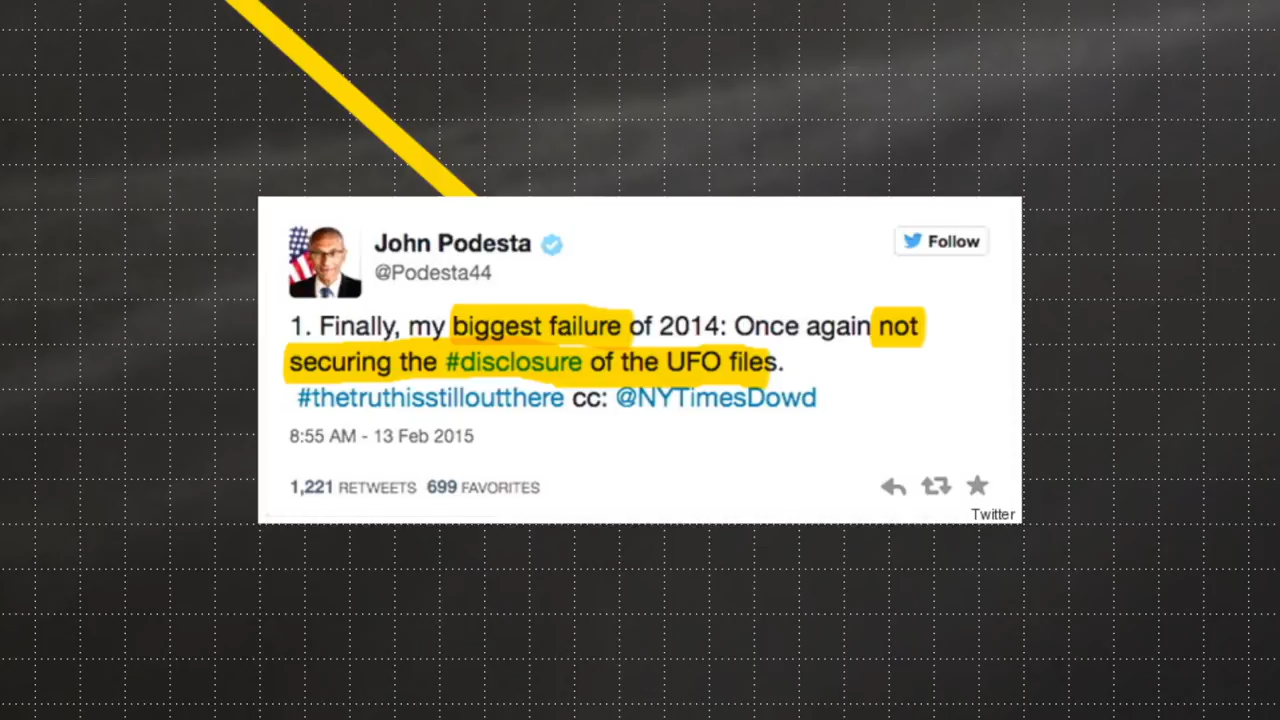 John Podesta
@Podesta44
Follow
1. Finally, my biggest failure of 2014: Once again not
securing the #disclosure of the UFO files.
#thetruthisstilloutthere cc: @NYTimesDowd
8:55 AM - 13 Feb 2015
1,221 RETWEETS 699 FAVORITES
Twitter